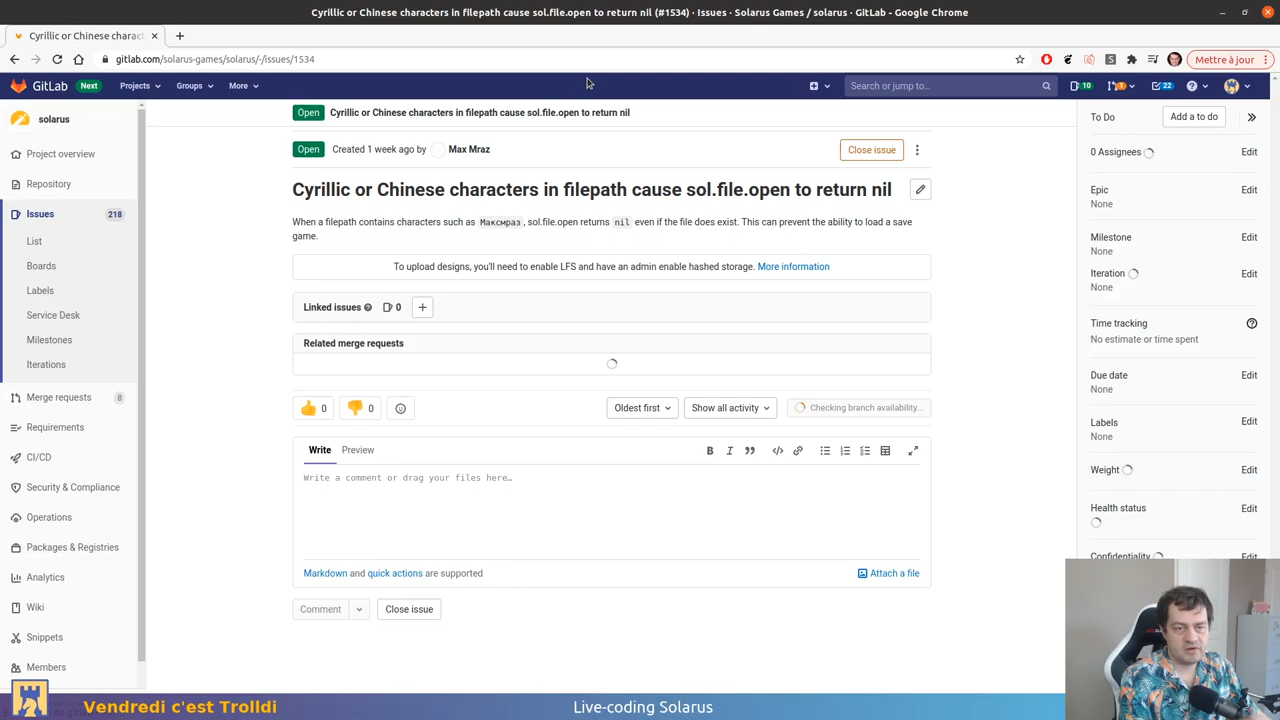 Cyrillic or Chinese characters in filepath cause sol.file.open to return nil (#1534) · Issues · Solarus Games / solarus · GitLab - Google Chrome
Cyrillic or Chinese charact
gitlab.com/solarus-games/solarus/-/issues/1534
Mettre à jour
GitLab Next Projects Groups More Search or jump to... 10 1 22
solarus
Open Cyrillic or Chinese characters in filepath cause sol.file.open to return nil
To Do Add a to do
Open Created 1 week ago by Max Mraz Close issue
0 Assignees Edit
Project overview
Repository
Cyrillic or Chinese characters in filepath cause sol.file.open to return nil
Epic Edit
None
Issues 218
When a filepath contains characters such as Максмраз, sol.file.open returns nil even if the file does exist. This can prevent the ability to load a save
game.
List
Boards
Labels
Service Desk
Milestones
Iterations
Milestone Edit
None
To upload designs, you'll need to enable LFS and have an admin enable hashed storage. More information
Iteration Edit
None
Linked issues 0
Time tracking
No estimate or time spent
Related merge requests
Due date Edit
None
Merge requests 8
Requirements
CI/CD
Security & Compliance
Operations
Packages & Registries
Analytics
Wiki
Snippets
Members
0 0 Oldest first Show all activity Checking branch availability...
Labels Edit
None
Write Preview
Write a comment or drag your files here…
Weight Edit
Health status Edit
Confidentiality Edit
Markdown and quick actions are supported Attach a file
Comment Close issue
Vendredi c'est Trolldi
Live-coding Solarus